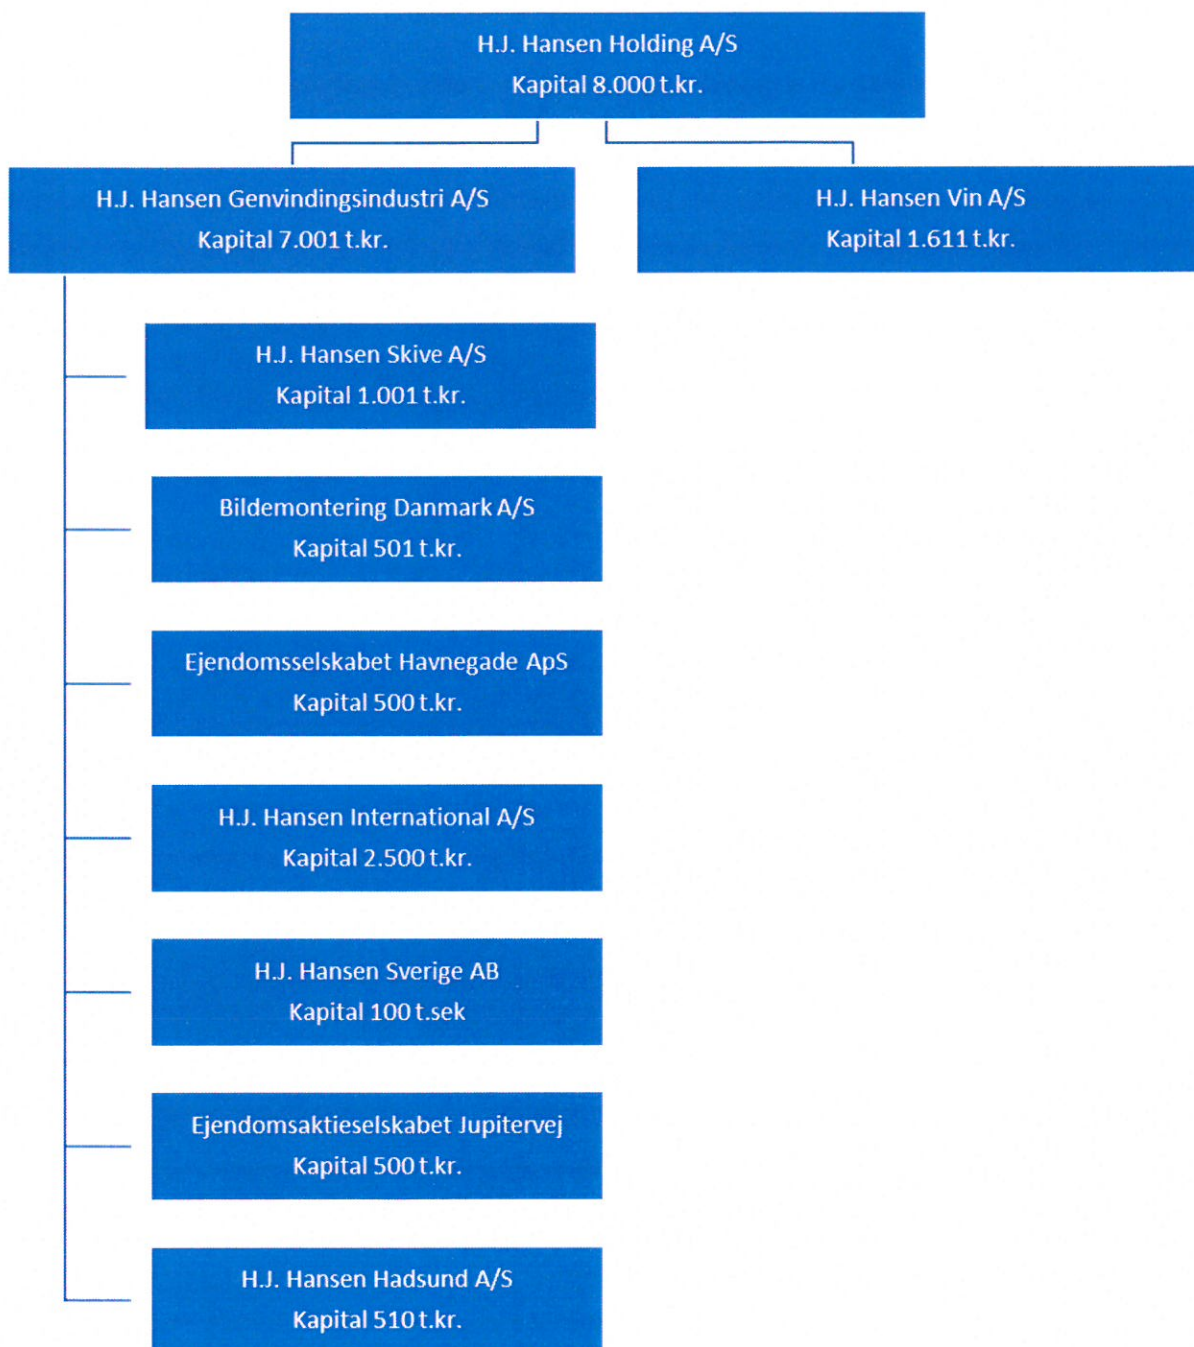 H.J. Hansen Holding A/S
Kapital 8.000 t.kr.
H.J. Hansen Genvindingsindustri A/S
Kapital 7.001 t.kr.
H.J. Hansen Vin A/S
Kapital 1.611 t.kr.
H.J. Hansen Skive A/S
Kapital 1.001 t.kr.
Bildemontering Danmark A/S
Kapital 501 t.kr.
Ejendomsselskabet Havnegade ApS
Kapital 500 t.kr.
H.J. Hansen International A/S
Kapital 2.500 t.kr.
H.J. Hansen Sverige AB
Kapital 100 t.sek
Ejendomsaktieselskabet Jupitervej
Kapital 500 t.kr.
H.J. Hansen Hadsund A/S
Kapital 510 t.kr.